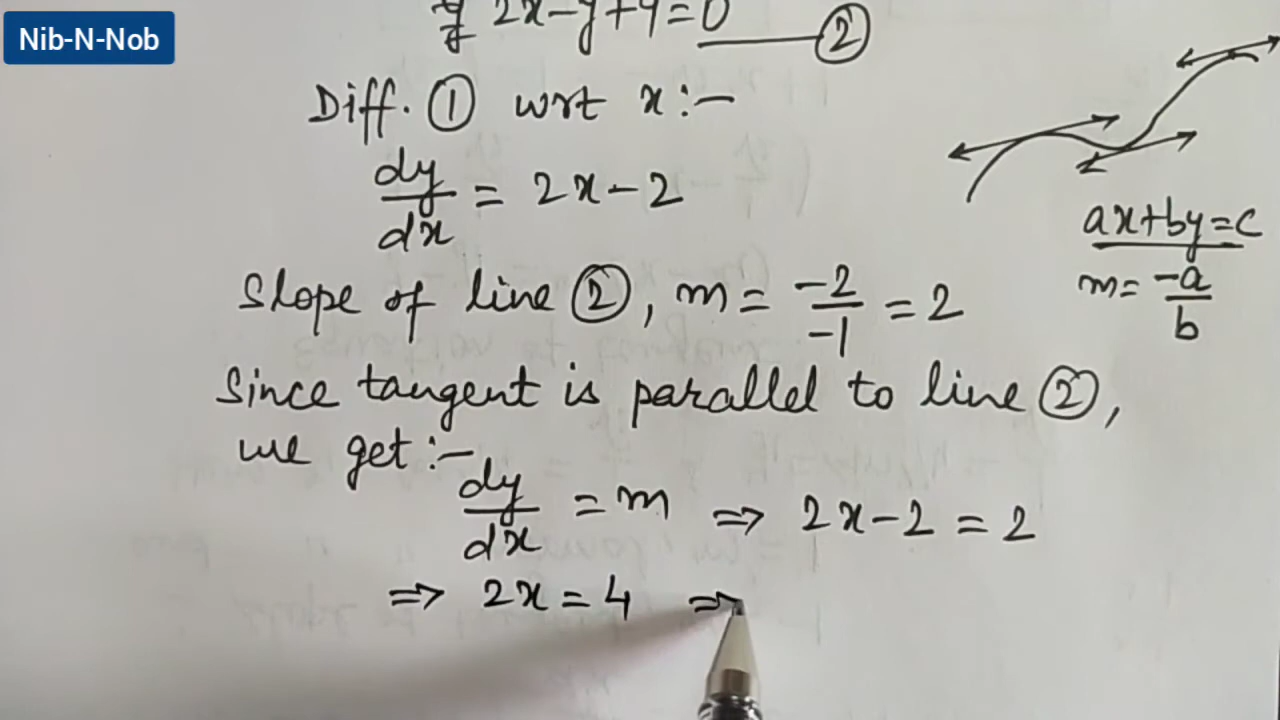 Nib-N-Nob
2x-y+9=0 ②
Diff. ① wrt x:-
dy/dx = 2x-2
ax+by=c
m= -a/b
Slope of line ②, m = -2/-1 = 2
Since tangent is parallel to line ②,
we get:-
dy/dx = m ⇒ 2x-2 = 2
⇒ 2x = 4 ⇒